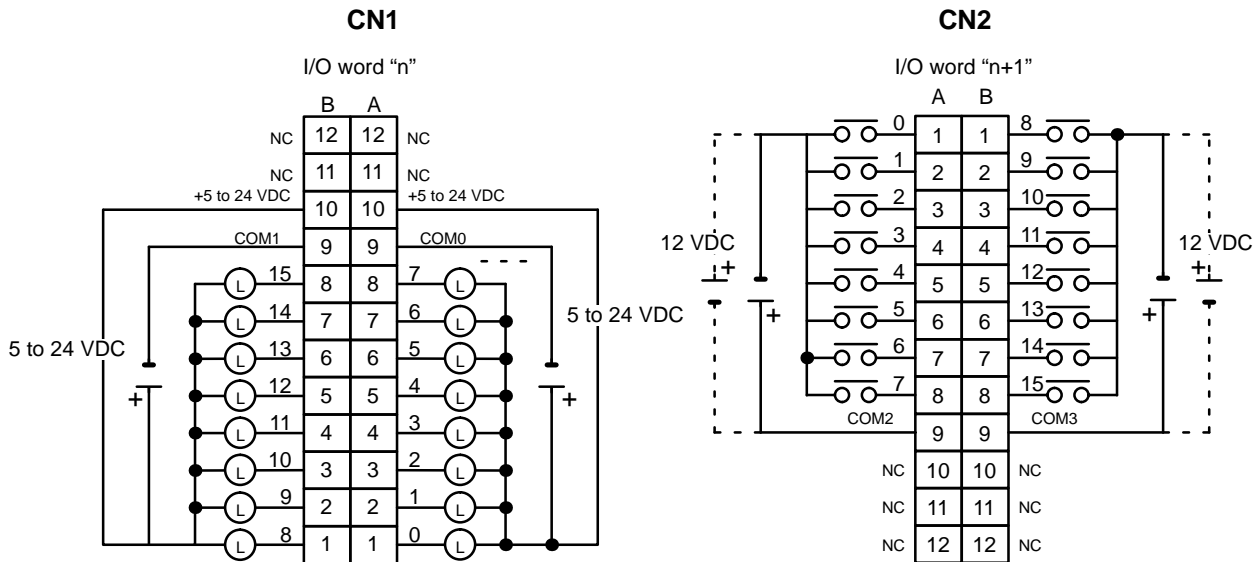 CN1
I/O word “n”
B A
NC 12 12 NC
NC 11 11 NC
+5 to 24 VDC 10 10 +5 to 24 VDC
COM1 9 9 COM0
L 15 8 8 7 L
L 14 7 7 6 L
L 13 6 6 5 L
L 12 5 5 4 L
L 11 4 4 3 L
L 10 3 3 2 L
L 9 2 2 1 L
L 8 1 1 0 L
5 to 24 VDC
+
5 to 24 VDC
+
CN2
I/O word “n+1”
A B
0 1 1 8
1 2 2 9
2 3 3 10
3 4 4 11
4 5 5 12
5 6 6 13
6 7 7 14
7 8 8 15
COM2 9 9 COM3
NC 10 10 NC
NC 11 11 NC
NC 12 12 NC
12 VDC
+
+
12 VDC
+
+